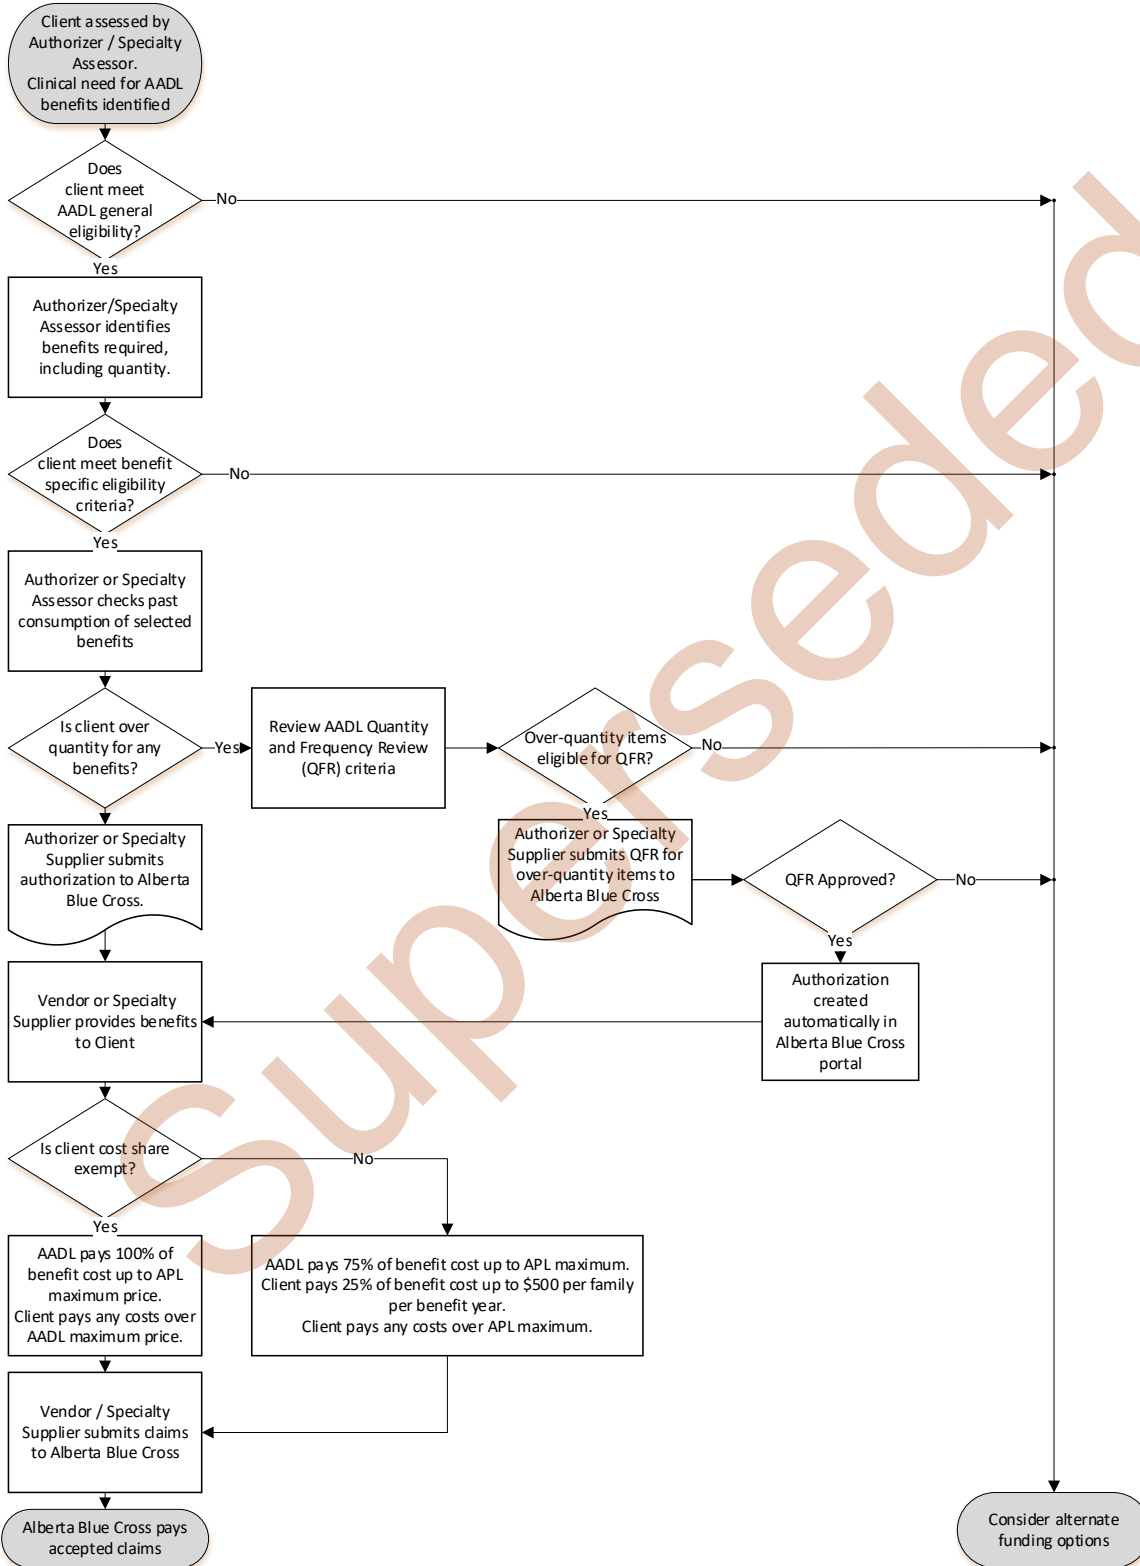 Client assessed by
Authorizer / Specialty
Assessor.
Clinical need for AADL
benefits identified
Does
client meet
AADL general
eligibility?
No
Yes
Authorizer/Specialty
Assessor identifies
benefits required,
including quantity.
Does
client meet benefit
specific eligibility
criteria?
No
Yes
Authorizer or Specialty
Assessor checks past
consumption of selected
benefits
Is client over
quantity for any
benefits?
Yes
Review AADL Quantity
and Frequency Review
(QFR) criteria
Over-quantity items
eligible for QFR?
No
Yes
Authorizer or Specialty
Supplier submits
authorization to Alberta
Blue Cross.
Authorizer or Specialty
Supplier submits QFR for
over-quantity items to
Alberta Blue Cross
QFR Approved?
No
Yes
Authorization
created
automatically in
Alberta Blue Cross
portal
Vendor or Specialty
Supplier provides benefits
to Client
Is client cost share
exempt?
No
Yes
AADL pays 100% of
benefit cost up to APL
maximum price.
Client pays any costs over
AADL maximum price.
AADL pays 75% of benefit cost up to APL maximum.
Client pays 25% of benefit cost up to $500 per family
per benefit year.
Client pays any costs over APL maximum.
Vendor / Specialty
Supplier submits claims
to Alberta Blue Cross
Alberta Blue Cross pays
accepted claims
Consider alternate
funding options
Superseded